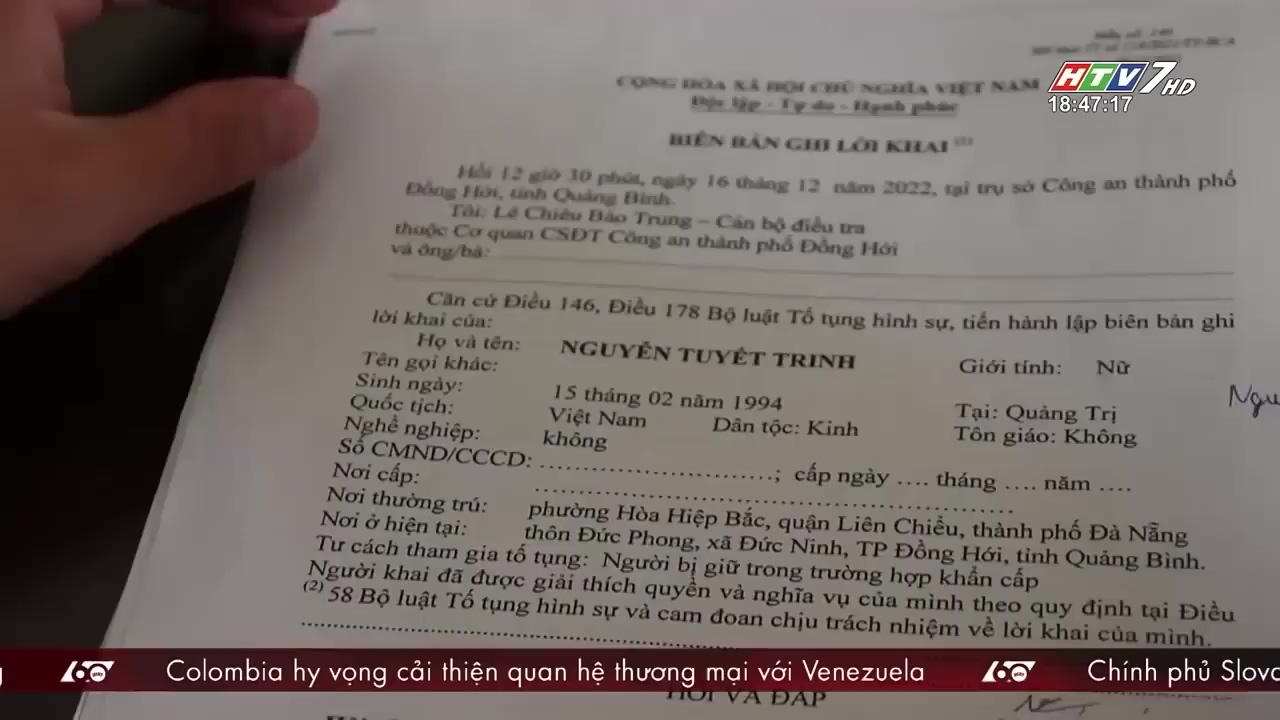 HTV7 HD
18:47:17
CỘNG HÒA XÃ HỘI CHỦ NGHĨA VIỆT NAM
Độc lập - Tự do - Hạnh phúc
BIÊN BẢN GHI LỜI KHAI
Hồi 12 giờ 30 phút, ngày 16 tháng 12 năm 2022, tại trụ sở Công an thành phố
Đồng Hới, tỉnh Quảng Bình.
Tôi: Lê Chiêu Bảo Trung – Cán bộ điều tra
thuộc Cơ quan CSĐT Công an thành phố Đồng Hới
và ông/bà:
Căn cứ Điều 146, Điều 178 Bộ luật Tố tụng hình sự, tiến hành lập biên bản ghi
lời khai của:
Họ và tên: NGUYỄN TUYẾT TRINH Giới tính: Nữ
Tên gọi khác:
Sinh ngày: 15 tháng 02 năm 1994 Tại: Quảng Trị
Quốc tịch: Việt Nam Dân tộc: Kinh Tôn giáo: Không
Nghề nghiệp: không
Số CMND/CCCD: ..............................; cấp ngày .... tháng .... năm ....
Nơi cấp: ............................................................
Nơi thường trú: phường Hòa Hiệp Bắc, quận Liên Chiểu, thành phố Đà Nẵng
Nơi ở hiện tại: thôn Đức Phong, xã Đức Ninh, TP Đồng Hới, tỉnh Quảng Bình.
Tư cách tham gia tố tụng: Người bị giữ trong trường hợp khẩn cấp
Người khai đã được giải thích quyền và nghĩa vụ của mình theo quy định tại Điều
(2) 58 Bộ luật Tố tụng hình sự và cam đoan chịu trách nhiệm về lời khai của mình.
HỎI VÀ ĐÁP
60 giây Colombia hy vọng cải thiện quan hệ thương mại với Venezuela 60 giây Chính phủ Slova